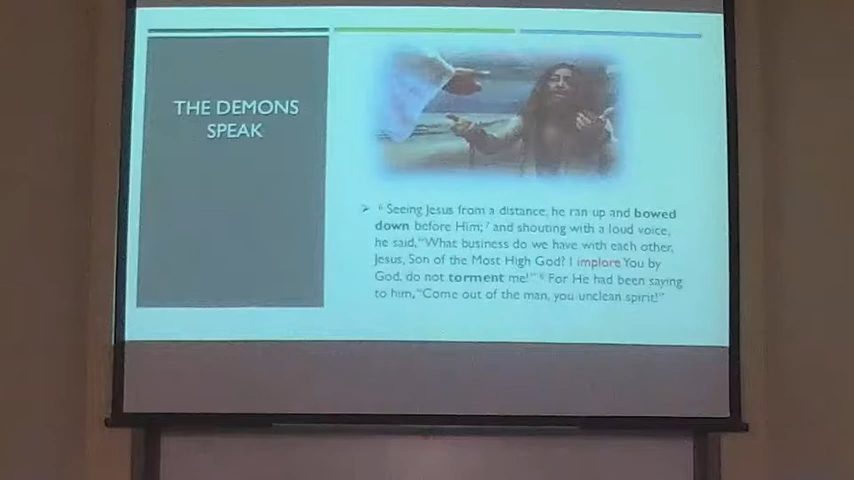 THE DEMONS
SPEAK
⁶ Seeing Jesus from a distance, he ran up and bowed
down before Him; ⁷ and shouting with a loud voice,
he said, "What business do we have with each other,
Jesus, Son of the Most High God? I implore You by
God, do not torment me!" ⁸ For He had been saying
to him, "Come out of the man, you unclean spirit!"